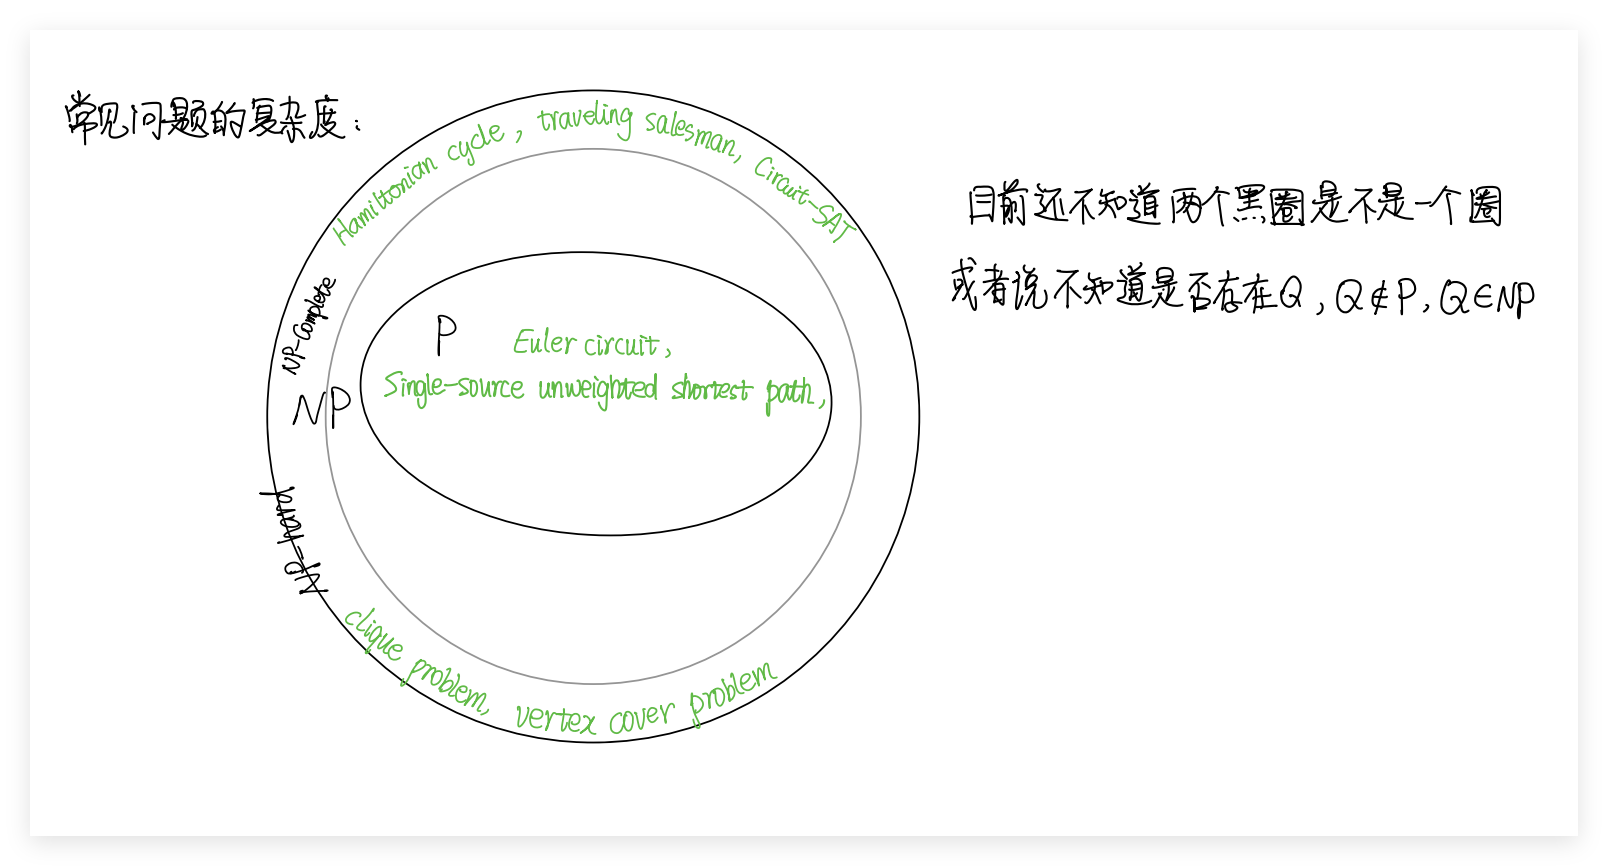 常见问题的复杂度：
Hamiltonian cycle, traveling salesman, Circuit-SAT
NP-Complete
NP
NP-hard
P
Euler circuit,
Single-source unweighted shortest path,
clique problem, vertex cover problem
目前还不知道两个黑圈是不是一个圈
或者说不知道是否存在Q, Q∉P, Q∈NP